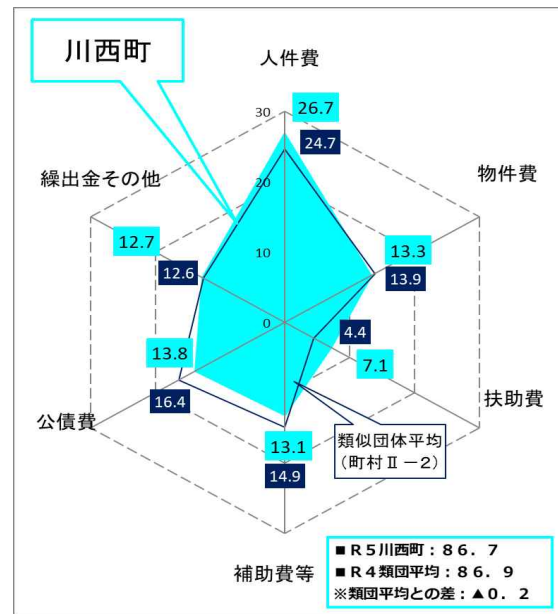 川西町
人件費
30
26.7
24.7
20
繰出金その他
物件費
10
12.7
12.6
13.3
13.9
0
4.4
7.1
13.8
16.4
扶助費
公債費
類似団体平均
(町村Ⅱ－2)
13.1
14.9
補助費等
■R5川西町：86．7
■R4類団平均：86．9
※類団平均との差：▲0．2